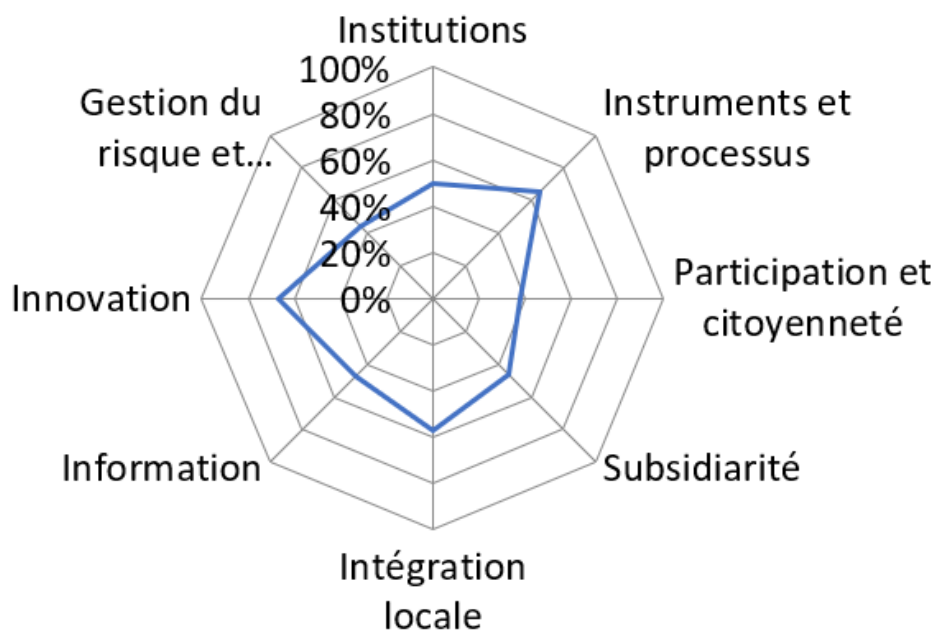 Institutions
100%
80%
60%
40%
20%
0%
Instruments et
processus
Participation et
citoyenneté
Subsidiarité
Intégration
locale
Information
Innovation
Gestion du
risque et...